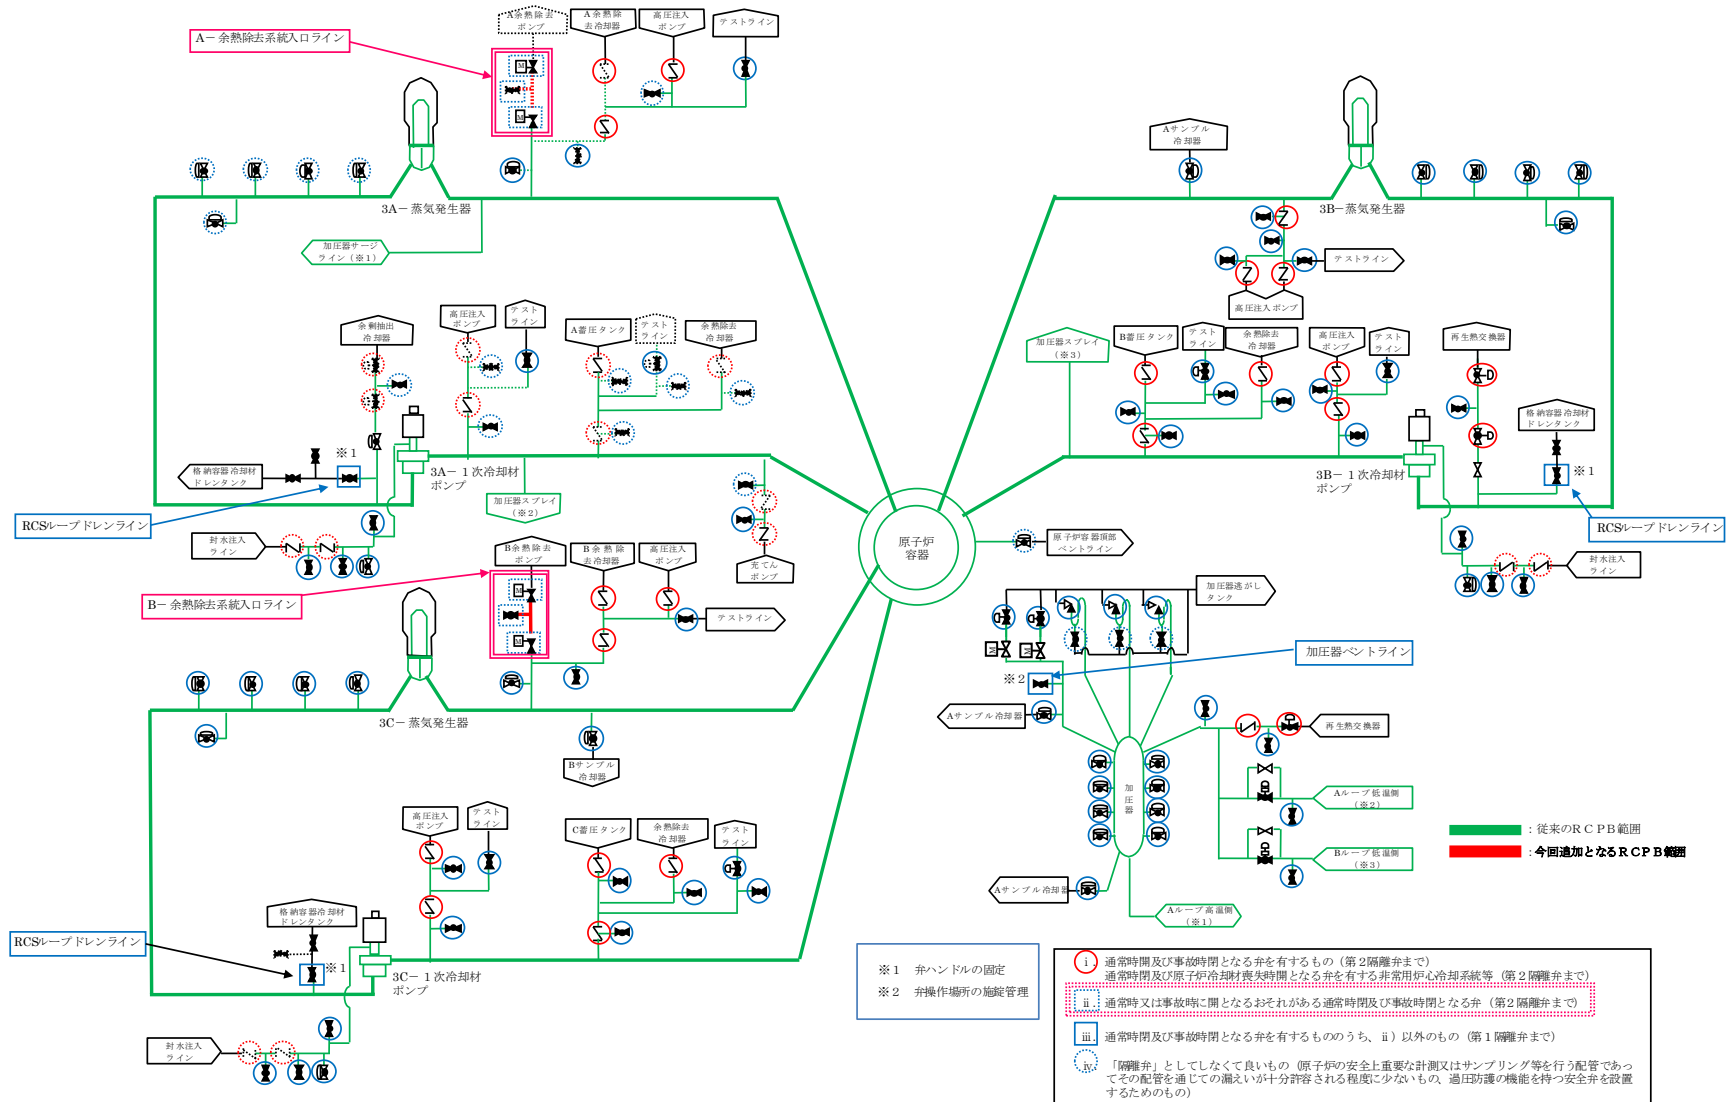 A余熱除去
ポンプ
A余熱除
去冷却器
高圧注入
ポンプ
テストライン
A－余熱除去系統入口ライン
M
M
3A－蒸気発生器
加圧器サージ
ライン（※1）
Aサンプル
冷却器
3B－蒸気発生器
テストライン
高圧注入ポンプ
余剰抽出
冷却器
高圧注入
ポンプ
テスト
ライン
A蓄圧タンク
テスト
ライン
余熱除去
冷却器
加圧器スプレイ
（※3）
B蓄圧タンク
テスト
ライン
余熱除去
冷却器
高圧注入
ポンプ
テスト
ライン
再生熱交換器
格納容器冷却材
ドレンタンク
※1
格納容器冷却材
ドレンタンク
※1
3A－1次冷却材
ポンプ
3B－1次冷却材
ポンプ
加圧器スプレイ
（※2）
RCSループドレンライン
RCSループドレンライン
封水注入
ライン
封水注入
ライン
充てん
ポンプ
原子炉
容器
原子炉容器頂部
ベントライン
B余熱除去
ポンプ
B余熱除
去冷却器
高圧注入
ポンプ
テストライン
B－余熱除去系統入口ライン
M
M
加圧器逃がし
タンク
M
M
加圧器ベントライン
※2
Aサンプル冷却器
3C－蒸気発生器
Bサンプル
冷却器
再生熱交換器
加
圧
器
Aループ低温側
（※2）
Bループ低温側
（※3）
Aサンプル冷却器
Aループ高温側
（※1）
：従来のRCPB範囲
：今回追加となるRCPB範囲
高圧注入
ポンプ
テスト
ライン
C蓄圧タンク
余熱除去
冷却器
テスト
ライン
格納容器冷却材
ドレンタンク
※1
RCSループドレンライン
3C－1次冷却材
ポンプ
封水注入
ライン
※1　弁ハンドルの固定
※2　弁操作場所の施錠管理
ⅰ．通常時開及び事故時閉となる弁を有するもの（第2隔離弁まで）
通常時閉及び原子炉冷却材喪失時開となる弁を有する非常用炉心冷却系統等（第2隔離弁まで）
ⅱ．通常時又は事故時に開となるおそれがある通常時閉及び事故時閉となる弁（第2隔離弁まで）
ⅲ．通常時閉及び事故時閉となる弁を有するもののうち、ⅱ）以外のもの（第1隔離弁まで）
ⅳ．「隔離弁」としてしなくて良いもの（原子炉の安全上重要な計測又はサンプリング等を行う配管であっ
てその配管を通じての漏えいが十分許容される程度に少ないもの、過圧防護の機能を持つ安全弁を設置
するためのもの）